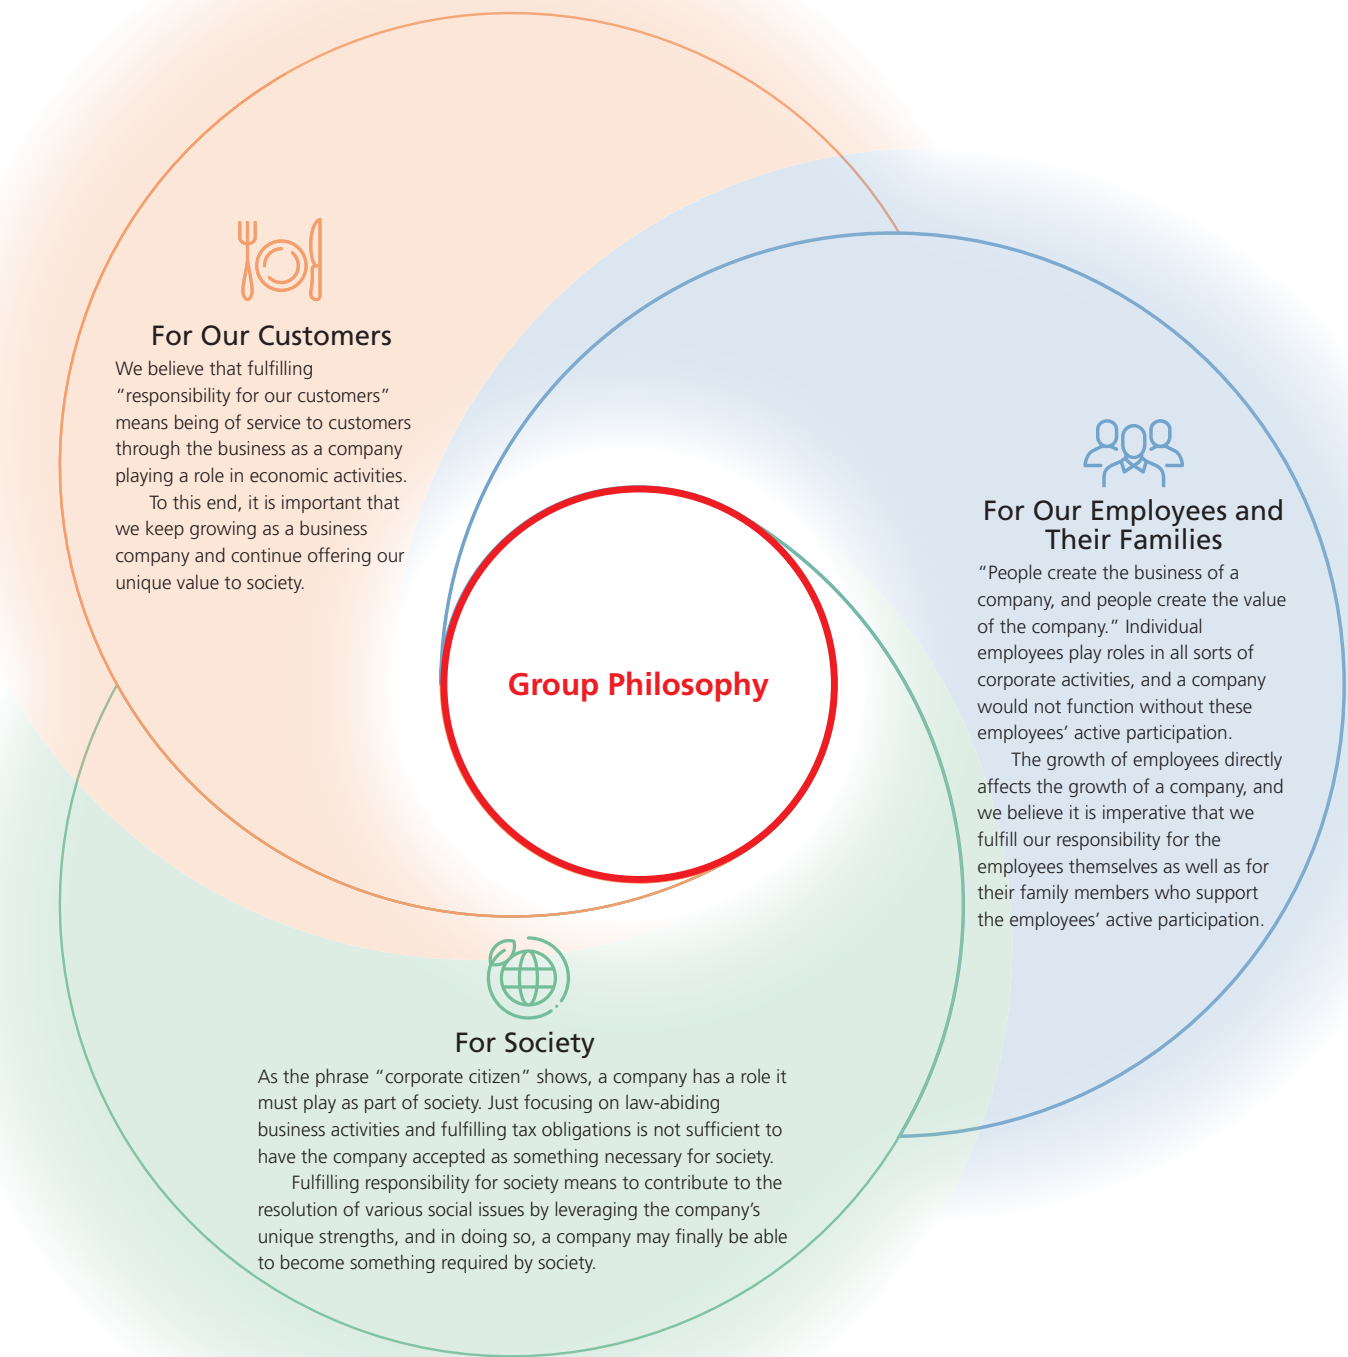 For Our Customers
We believe that fulfilling
“responsibility for our customers”
means being of service to customers
through the business as a company
playing a role in economic activities.
To this end, it is important that
we keep growing as a business
company and continue offering our
unique value to society.
For Our Employees and
Their Families
“People create the business of a
company, and people create the value
of the company.” Individual
employees play roles in all sorts of
corporate activities, and a company
would not function without these
employees’ active participation.
The growth of employees directly
affects the growth of a company, and
we believe it is imperative that we
fulfill our responsibility for the
employees themselves as well as for
their family members who support
the employees’ active participation.
Group Philosophy
For Society
As the phrase “corporate citizen” shows, a company has a role it
must play as part of society. Just focusing on law-abiding
business activities and fulfilling tax obligations is not sufficient to
have the company accepted as something necessary for society.
Fulfilling responsibility for society means to contribute to the
resolution of various social issues by leveraging the company’s
unique strengths, and in doing so, a company may finally be able
to become something required by society.